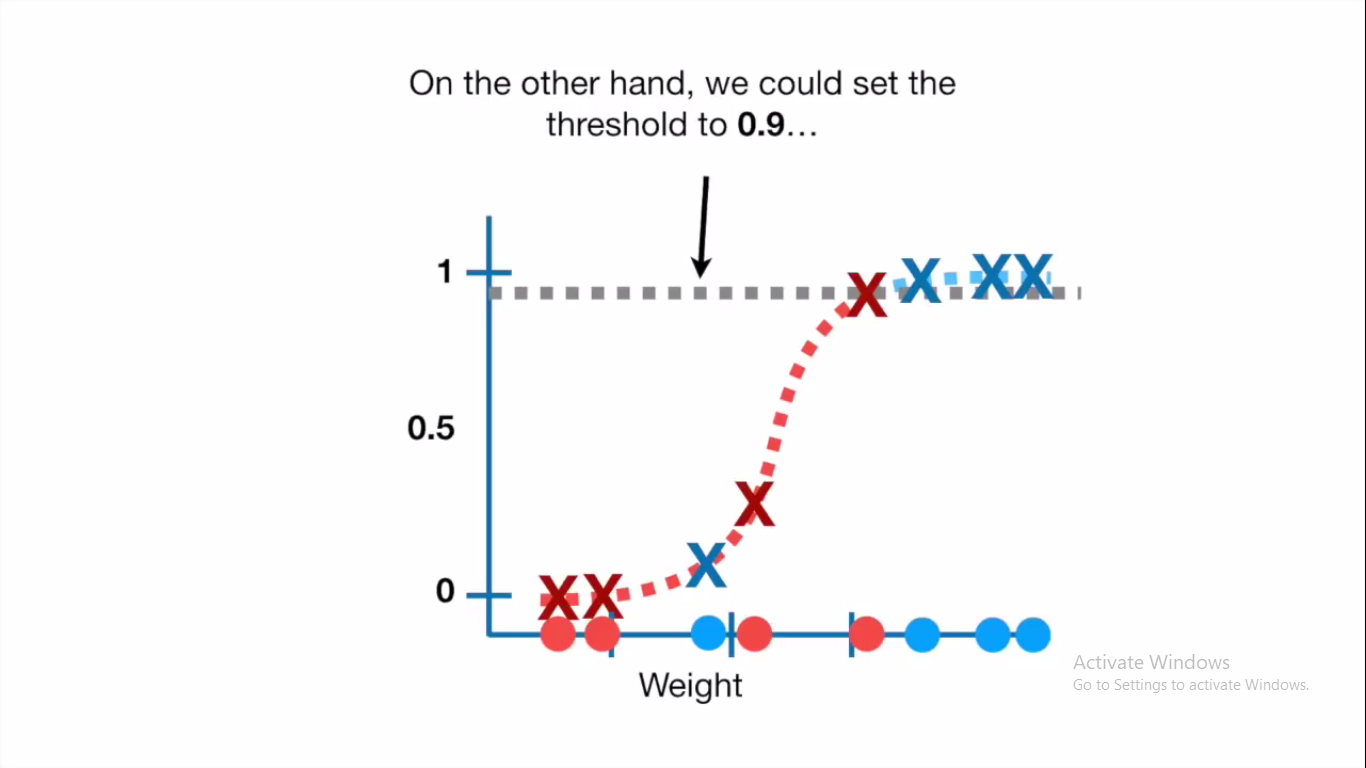 On the other hand, we could set the
threshold to 0.9…
1
0.5
0
X X X X X X X X
Weight
Activate Windows
Go to Settings to activate Windows.